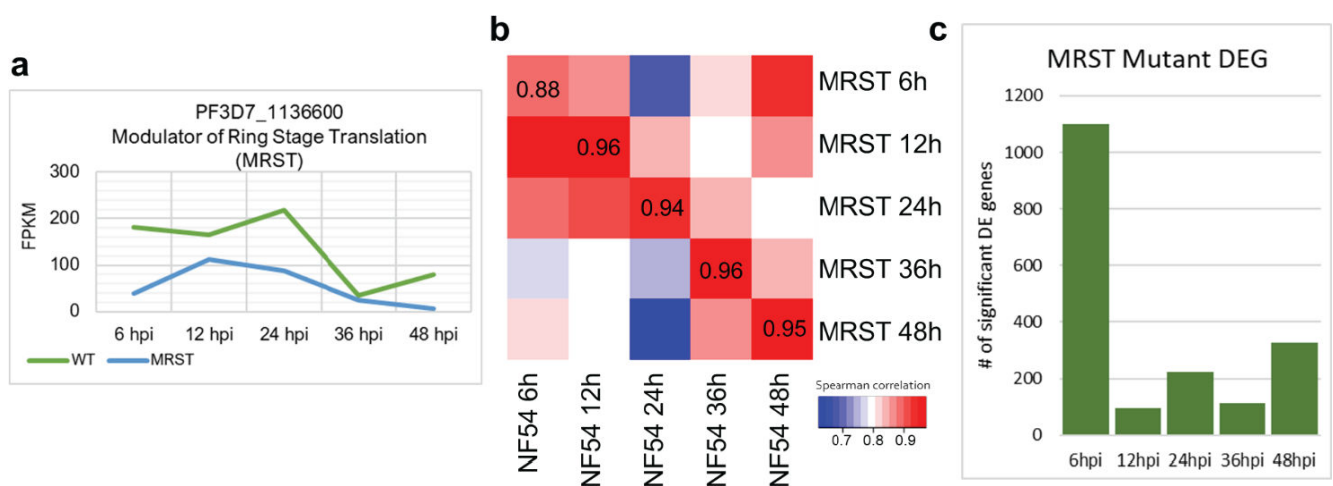 a
PF3D7_1136600
Modulator of Ring Stage Translation
(MRST)
300
200
100
0
FPKM
6 hpi 12 hpi 24 hpi 36 hpi 48 hpi
WT MRST
b
0.88
MRST 6h
0.96
MRST 12h
0.94
MRST 24h
0.96
MRST 36h
0.95
MRST 48h
NF54 6h
NF54 12h
NF54 24h
NF54 36h
NF54 48h
Spearman correlation
0.7 0.8 0.9
c
MRST Mutant DEG
# of significant DE genes
1200
1000
800
600
400
200
0
6hpi 12hpi 24hpi 36hpi 48hpi